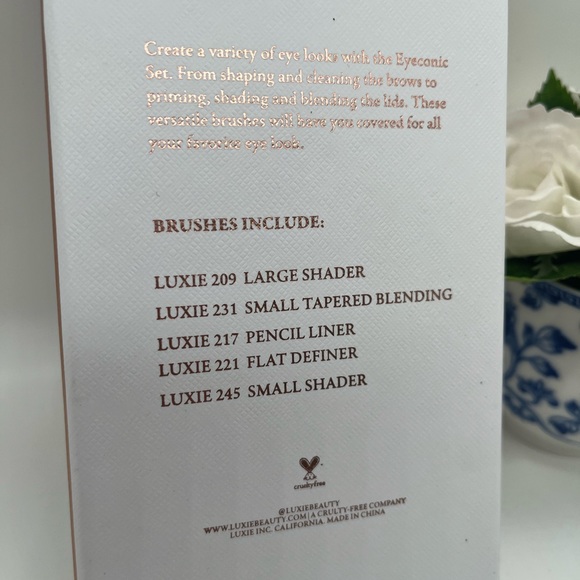 Create a variety of eye looks with the Eyeconic
Set. From shaping and cleaning the brows to
priming, shading and blending the lids. These
versatile brushes will have you covered for all
your favorite eye look.
BRUSHES INCLUDE:
LUXIE 209 LARGE SHADER
LUXIE 231 SMALL TAPERED BLENDING
LUXIE 217 PENCIL LINER
LUXIE 221 FLAT DEFINER
LUXIE 245 SMALL SHADER
crueltyfree
@LUXIEBEAUTY
WWW.LUXIEBEAUTY.COM | A CRUELTY-FREE COMPANY
LUXIE INC. CALIFORNIA. MADE IN CHINA